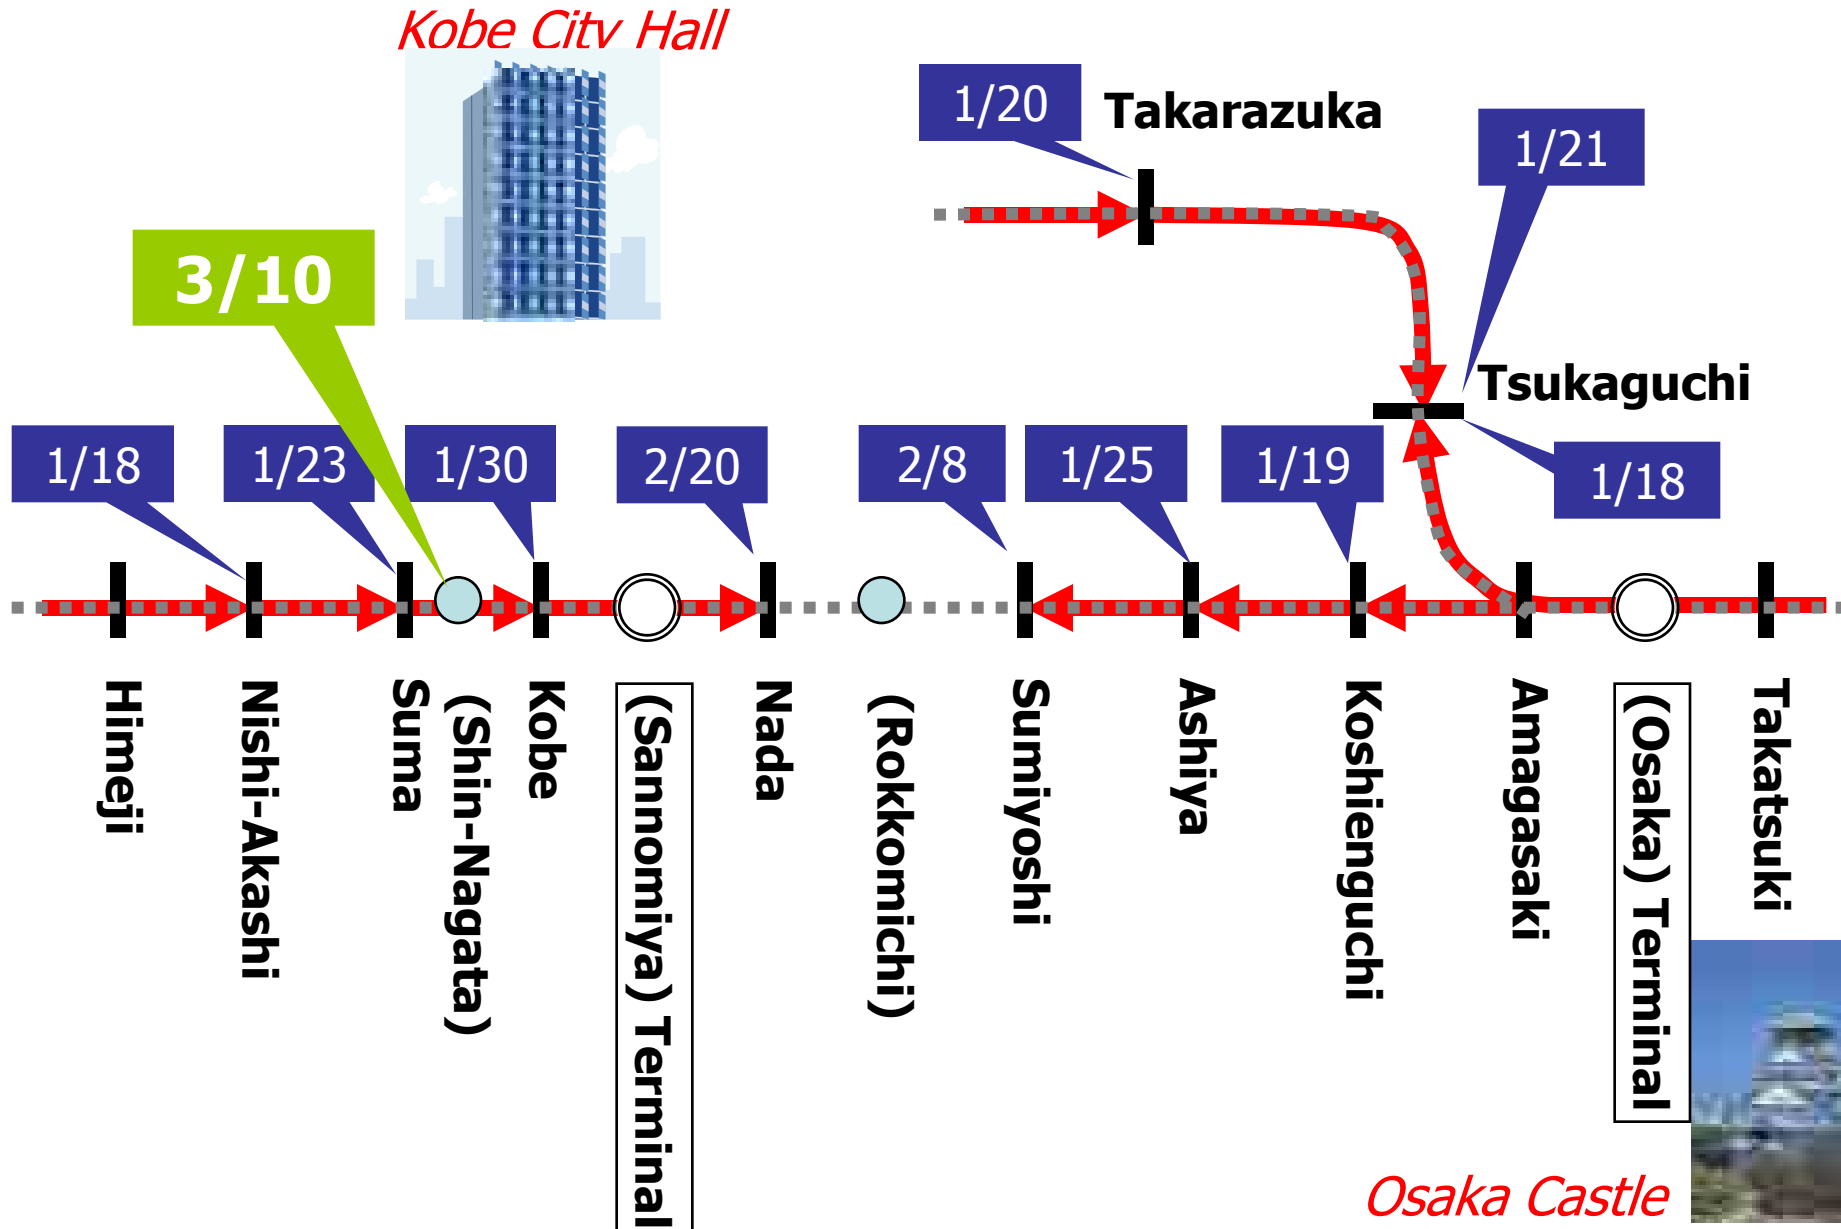 Kobe City Hall
1/20
Takarazuka
1/21
3/10
Tsukaguchi
1/18
1/23
1/30
2/20
2/8
1/25
1/19
1/18
Himeji
Nishi-Akashi
Suma
(Shin-Nagata)
Kobe
(Sannomiya) Terminal
Nada
(Rokkomichi)
Sumiyoshi
Ashiya
Koshienguchi
Amagasaki
(Osaka) Terminal
Takatsuki
Osaka Castle